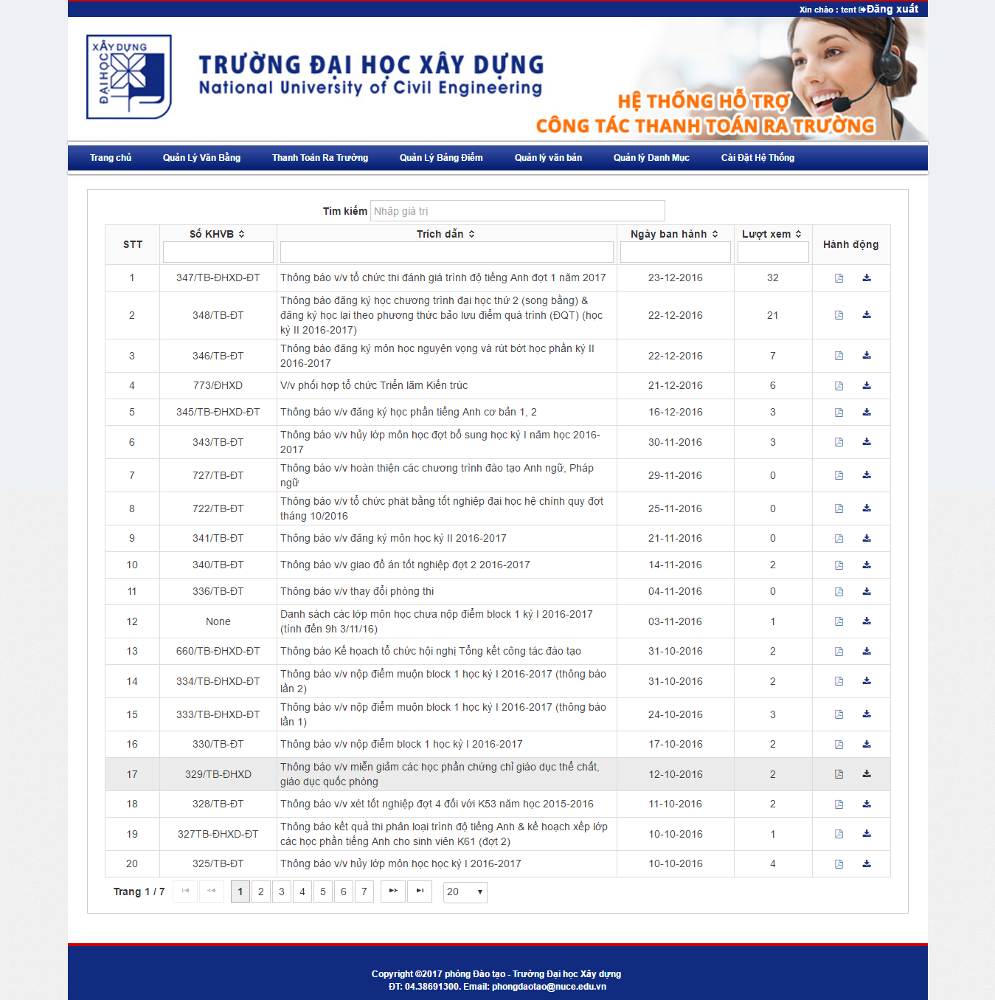 Xin chào : tent Đăng xuất
XÂY DỰNG
ĐẠI HỌC
TRƯỜNG ĐẠI HỌC XÂY DỰNG
National University of Civil Engineering
HỆ THỐNG HỖ TRỢ
CÔNG TÁC THANH TOÁN RA TRƯỜNG
Trang chủ Quản Lý Văn Bằng Thanh Toán Ra Trường Quản Lý Bảng Điểm Quản lý văn bản Quản lý Danh Mục Cài Đặt Hệ Thống
Tìm kiếm Nhập giá trị
STT Số KHVB Trích dẫn Ngày ban hành Lượt xem Hành động
1 347/TB-ĐHXD-ĐT Thông báo v/v tổ chức thi đánh giá trình độ tiếng Anh đợt 1 năm 2017 23-12-2016 32
Thông báo đăng ký học chương trình đại học thứ 2 (song bằng) &
2 348/TB-ĐT đăng ký học lại theo phương thức bảo lưu điểm quá trình (ĐQT) (học 22-12-2016 21
kỳ II 2016-2017)
3 346/TB-ĐT Thông báo đăng ký môn học nguyện vọng và rút bớt học phần kỳ II 22-12-2016 7
2016-2017
4 773/ĐHXD V/v phối hợp tổ chức Triển lãm Kiến trúc 21-12-2016 6
5 345/TB-ĐHXD-ĐT Thông báo v/v đăng ký học phần tiếng Anh cơ bản 1, 2 16-12-2016 3
6 343/TB-ĐT Thông báo v/v hủy lớp môn học đợt bổ sung học kỳ I năm học 2016- 30-11-2016 3
2017
7 727/TB-ĐT Thông báo v/v hoàn thiện các chương trình đào tạo Anh ngữ, Pháp 29-11-2016 0
ngữ
8 722/TB-ĐT Thông báo v/v tổ chức phát bằng tốt nghiệp đại học hệ chính quy đợt 25-11-2016 0
tháng 10/2016
9 341/TB-ĐT Thông báo v/v đăng ký môn học kỳ II 2016-2017 21-11-2016 0
10 340/TB-ĐT Thông báo v/v giao đồ án tốt nghiệp đợt 2 2016-2017 14-11-2016 2
11 336/TB-ĐT Thông báo v/v thay đổi phòng thi 04-11-2016 0
12 None Danh sách các lớp môn học chưa nộp điểm block 1 kỳ I 2016-2017 03-11-2016 1
(tính đến 9h 3/11/16)
13 660/TB-ĐHXD-ĐT Thông báo Kế hoạch tổ chức hội nghị Tổng kết công tác đào tạo 31-10-2016 2
14 334/TB-ĐHXD-ĐT Thông báo v/v nộp điểm muộn block 1 học kỳ I 2016-2017 (thông báo 31-10-2016 2
lần 2)
15 333/TB-ĐHXD-ĐT Thông báo v/v nộp điểm muộn block 1 học kỳ I 2016-2017 (thông báo 24-10-2016 3
lần 1)
16 330/TB-ĐT Thông báo v/v nộp điểm block 1 học kỳ I 2016-2017 17-10-2016 2
17 329/TB-ĐHXD Thông báo v/v miễn giảm các học phần chứng chỉ giáo dục thể chất, 12-10-2016 2
giáo dục quốc phòng
18 328/TB-ĐT Thông báo v/v xét tốt nghiệp đợt 4 đối với K53 năm học 2015-2016 11-10-2016 2
19 327TB-ĐHXD-ĐT Thông báo kết quả thi phân loại trình độ tiếng Anh & kế hoạch xếp lớp 10-10-2016 1
các học phần tiếng Anh cho sinh viên K61 (đợt 2)
20 325/TB-ĐT Thông báo v/v hủy lớp môn học học kỳ I 2016-2017 10-10-2016 4
Trang 1 / 7 1 2 3 4 5 6 7 20
Copyright ©2017 phòng Đào tạo - Trường Đại học Xây dựng
ĐT: 04.38691300. Email: phongdaotao@nuce.edu.vn